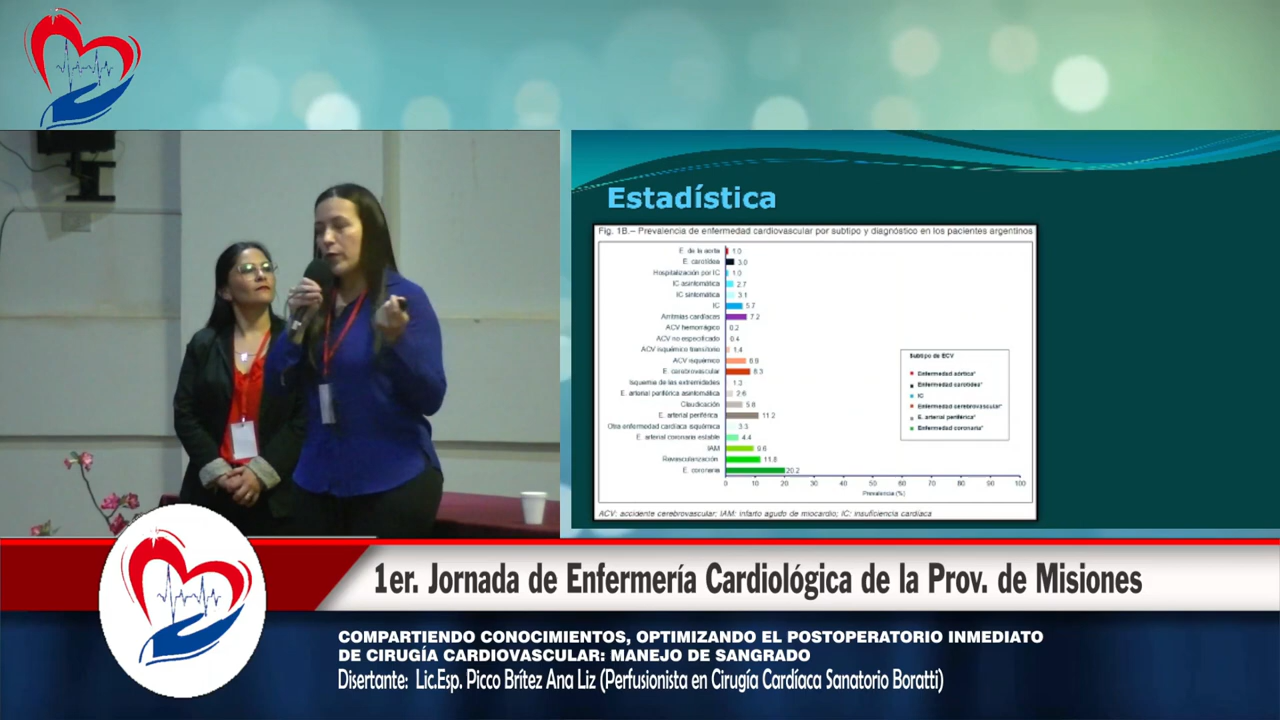 Estadística
Fig. 1B.– Prevalencia de enfermedad cardiovascular por subtipo y diagnóstico en los pacientes argentinos
E. de la aorta 1.0
E. carotídea 3.0
Hospitalización por IC 1.0
IC asintomática 2.7
IC sintomática 3.1
IC 5.7
Arritmias cardíacas 7.2
ACV hemorrágico 0.2
ACV no especificado 0.4
ACV isquémico transitorio 1.4
ACV isquémico 6.9
E. cerebrovascular 8.3
Isquemia de las extremidades 1.3
E. arterial periférica asintomática 2.6
Claudicación 5.8
E. arterial periférica 11.2
Otra enfermedad cardíaca isquémica 3.3
E. arterial coronaria estable 4.4
IAM 9.6
Revascularización 11.8
E. coronaria 20.2
0 10 20 30 40 50 60 70 80 90 100
Prevalencia (%)
Subtipo de ECV
Enfermedad aórtica*
Enfermedad carotídea*
IC
Enfermedad cerebrovascular*
E. arterial periférica*
Enfermedad coronaria*
ACV: accidente cerebrovascular; IAM: infarto agudo de miocardio; IC: insuficiencia cardíaca
1er. Jornada de Enfermería Cardiológica de la Prov. de Misiones
COMPARTIENDO CONOCIMIENTOS, OPTIMIZANDO EL POSTOPERATORIO INMEDIATO
DE CIRUGÍA CARDIOVASCULAR: MANEJO DE SANGRADO
Disertante: Lic.Esp. Picco Brítez Ana Liz (Perfusionista en Cirugía Cardíaca Sanatorio Boratti)